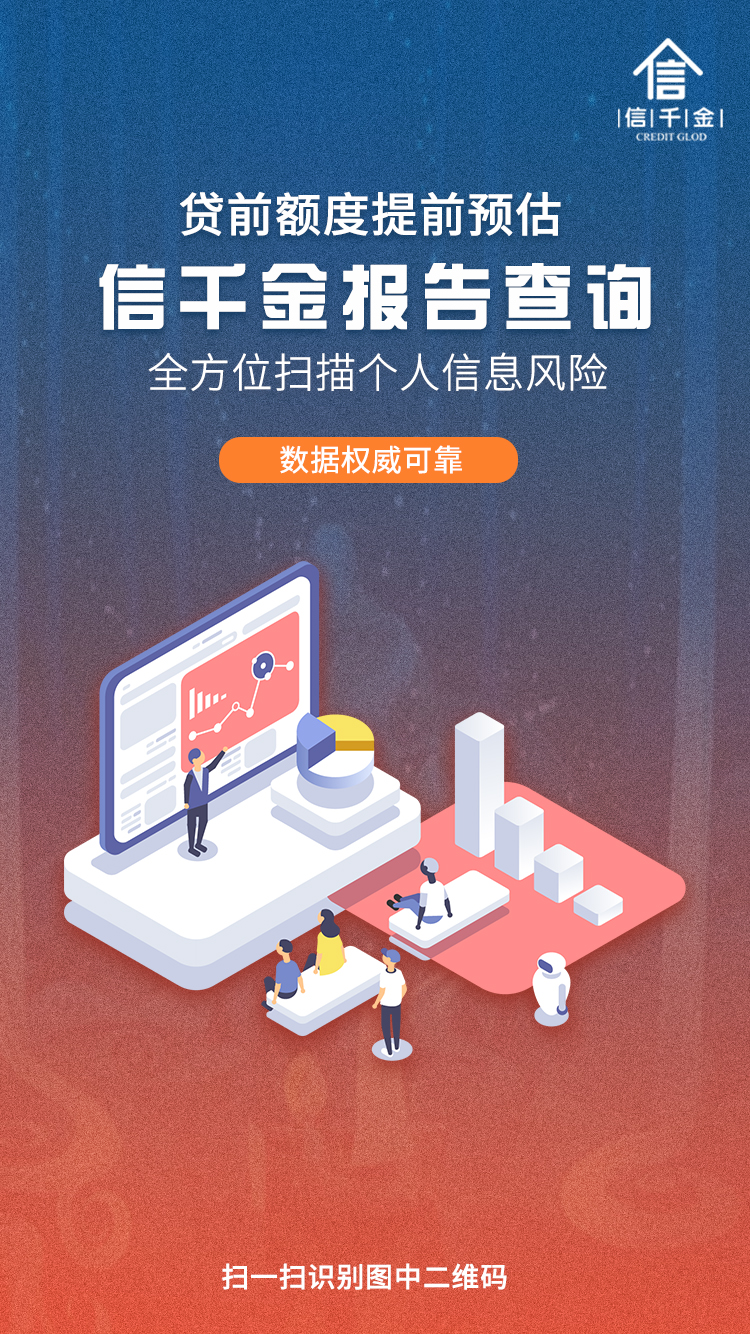 信
信千金
CREDIT GLOD
贷前额度提前预估
信千金报告查询
全方位扫描个人信息风险
数据权威可靠
扫一扫识别图中二维码